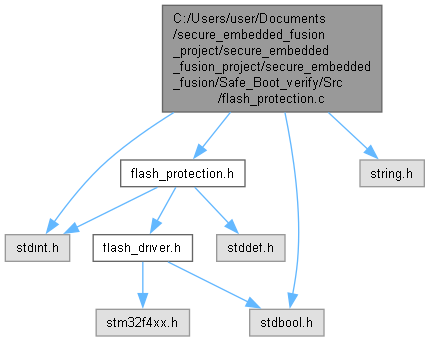 C:/Users/user/Documents
/secure_embedded_fusion
_project/secure_embedded
_fusion_project/secure_embedded
_fusion/Safe_Boot_verify/Src
/flash_protection.c
flash_protection.h
string.h
stdint.h
flash_driver.h
stddef.h
stm32f4xx.h
stdbool.h